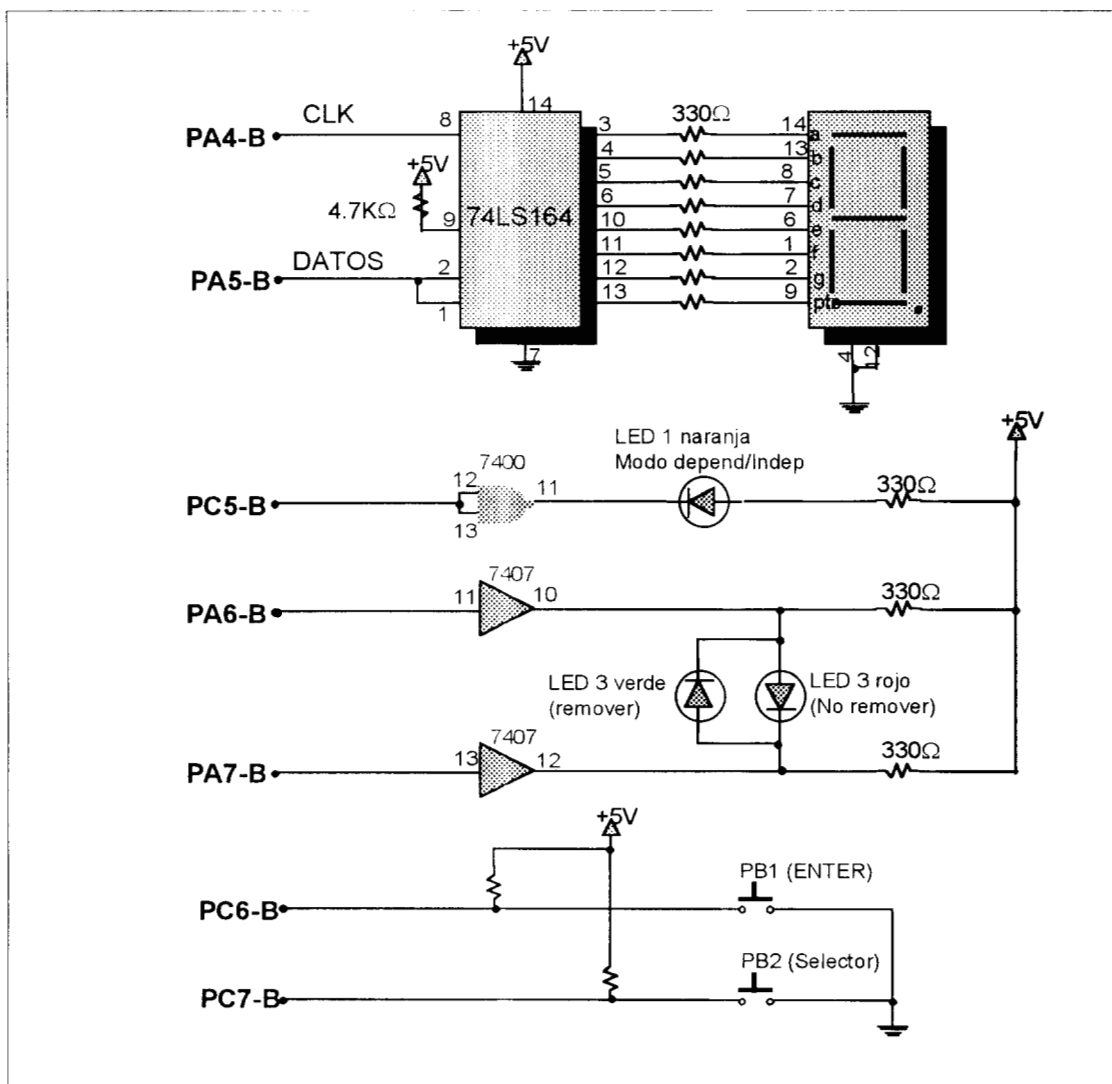 +5V
14
PA4-B
CLK
8
3
330Ω
14
a
4
13
b
+5V
5
8
c
4.7KΩ
6
7
d
74LS164
9
10
6
e
11
1
f
PA5-B
DATOS
2
12
2
g
1
13
9
pto
7
4
12
+5V
LED 1 naranja
Modo depend/Indep
7400
PC5-B
12
11
13
330Ω
7407
PA6-B
11
10
330Ω
LED 3 verde
(remover)
LED 3 rojo
(No remover)
7407
PA7-B
13
12
330Ω
+5V
PB1 (ENTER)
PC6-B
PB2 (Selector)
PC7-B